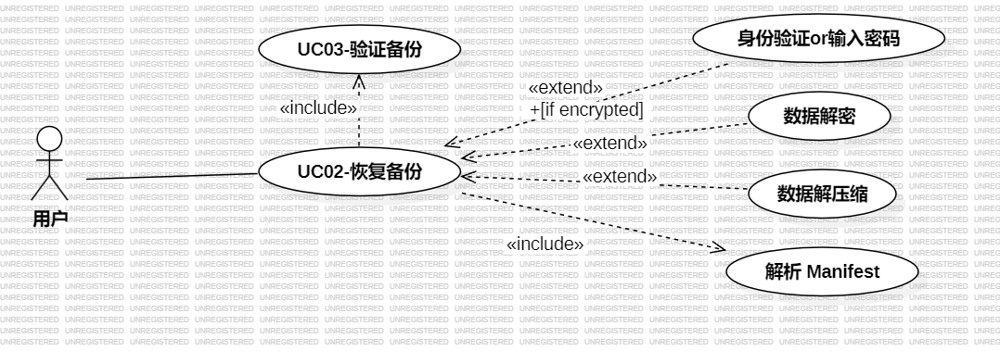 身份验证or输入密码
UC03-验证备份
«extend»
+[if encrypted]
«include»
数据解密
«extend»
UC02-恢复备份
«extend»
数据解压缩
用户
«include»
解析 Manifest
UNREGISTERED